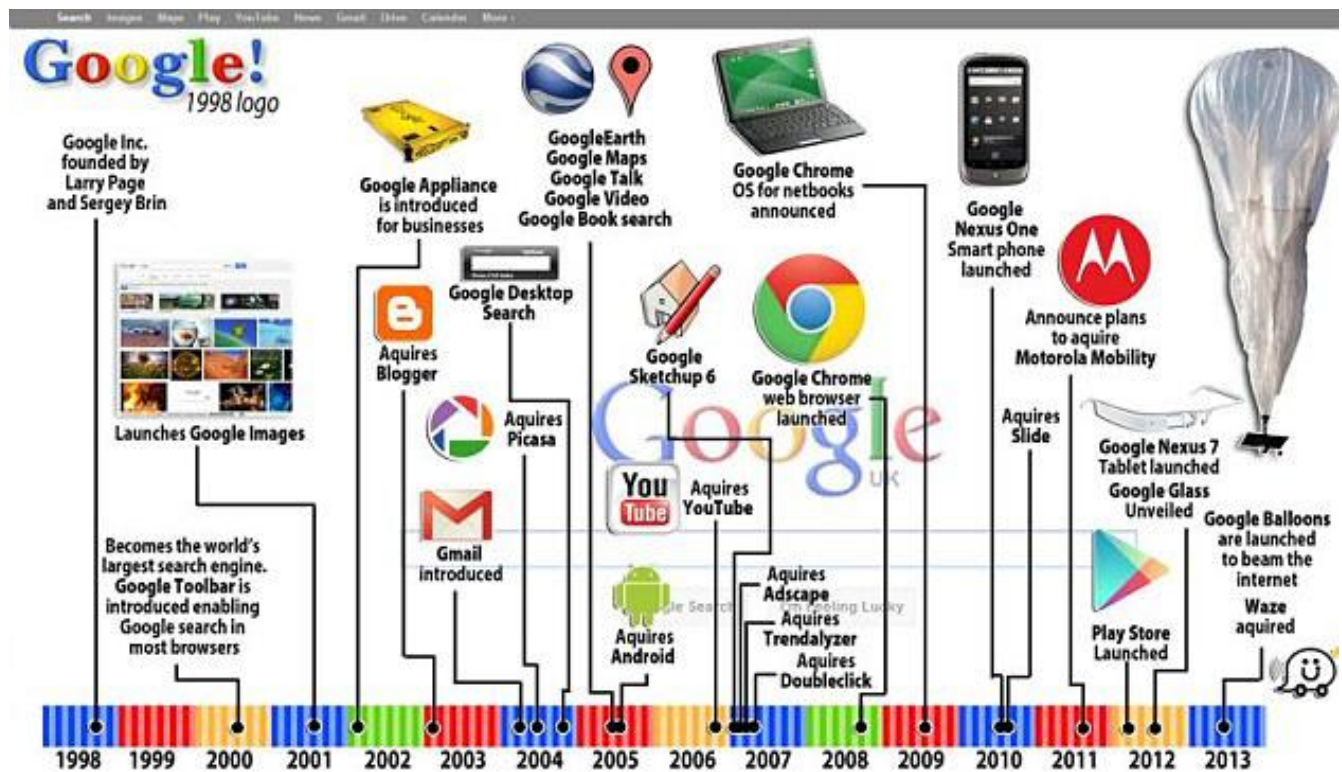 Search Images Maps Play YouTube News Gmail Drive Calendar More
Google!
1998 logo
Google Inc.
founded by
Larry Page
and Sergey Brin
Launches Google Images
Becomes the world's
largest search engine.
Google Toolbar is
introduced enabling
Google search in
most browsers
Google Appliance
is introduced
for businesses
Aquires
Blogger
Google Desktop
Search
Aquires
Picasa
Gmail
introduced
GoogleEarth
Google Maps
Google Talk
Google Video
Google Book search
Google
Sketchup 6
Google
UK
You
Tube
Aquires
YouTube
Aquires
Android
Google Chrome
OS for netbooks
announced
Google Chrome
web browser
launched
Aquires
Adscape
Search
I'm Feeling Lucky
Aquires
Trendalyzer
Aquires
Doubleclick
Google
Nexus One
Smart phone
launched
Aquires
Slide
Announce plans
to aquire
Motorola Mobility
Google Nexus 7
Tablet launched
Google Glass
Unveiled
Play Store
Launched
Google Balloons
are launched
to beam the
internet
Waze
aquired
1998 1999 2000 2001 2002 2003 2004 2005 2006 2007 2008 2009 2010 2011 2012 2013